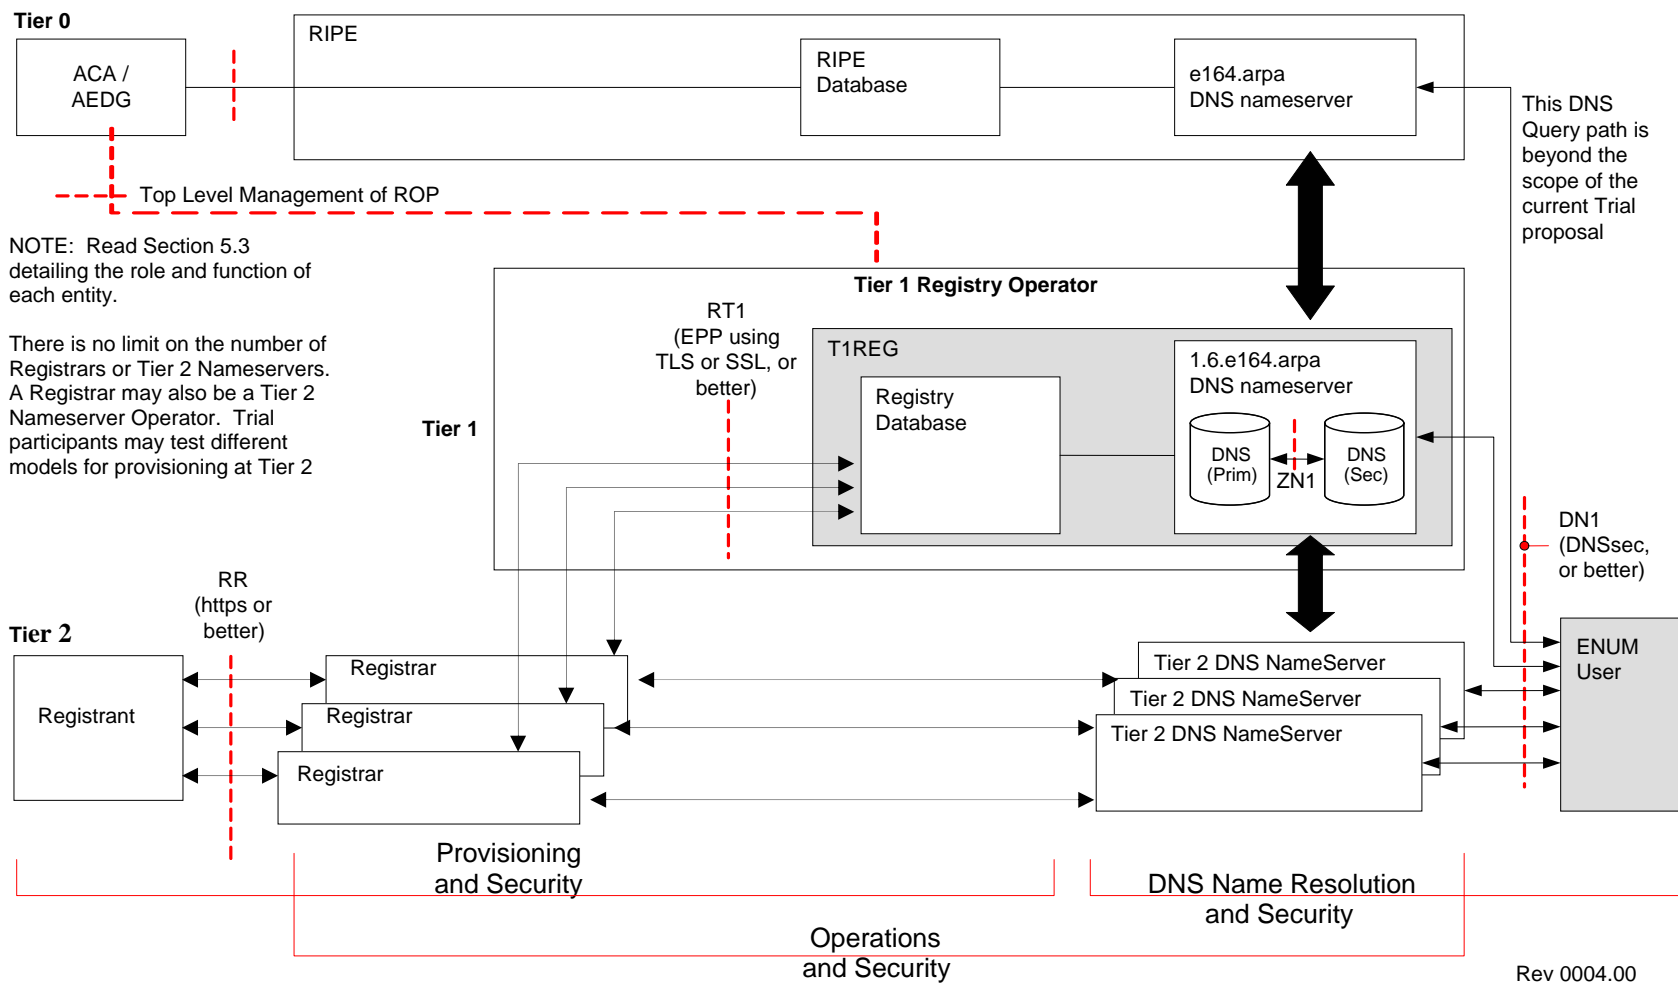 Tier 0
RIPE
ACA /
AEDG
RIPE
Database
e164.arpa
DNS nameserver
This DNS
Query path is
beyond the
scope of the
current Trial
proposal
Top Level Management of ROP
NOTE: Read Section 5.3
detailing the role and function of
each entity.
There is no limit on the number of
Registrars or Tier 2 Nameservers.
A Registrar may also be a Tier 2
Nameserver Operator. Trial
participants may test different
models for provisioning at Tier 2
Tier 1 Registry Operator
RT1
(EPP using
TLS or SSL, or
better)
T1REG
Registry
Database
1.6.e164.arpa
DNS nameserver
DNS
(Prim)
ZN1
DNS
(Sec)
Tier 1
DN1
(DNSsec,
or better)
RR
(https or
better)
Tier 2
Registrant
Registrar
Registrar
Registrar
Tier 2 DNS NameServer
Tier 2 DNS NameServer
Tier 2 DNS NameServer
ENUM
User
Provisioning
and Security
DNS Name Resolution
and Security
Operations
and Security
Rev 0004.00